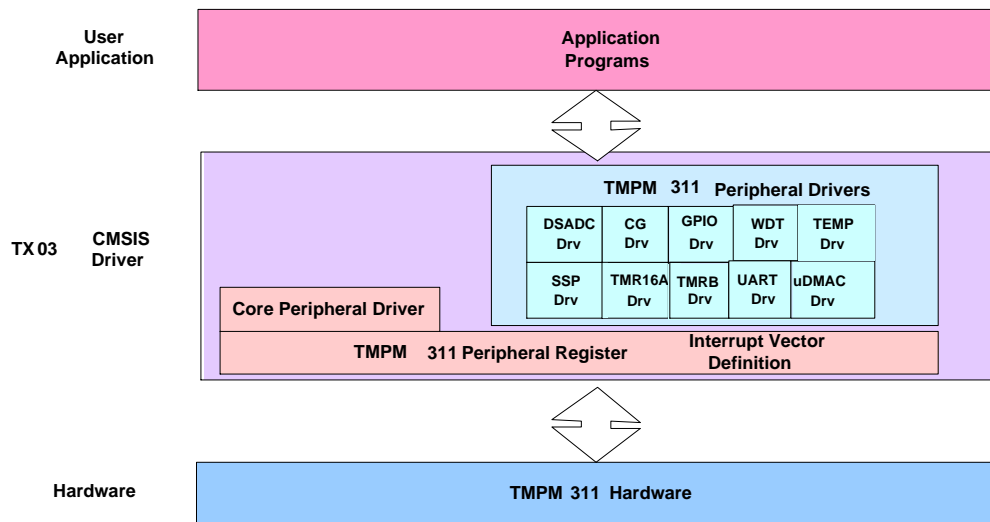 User
Application
Application
Programs
TMPM 311 Peripheral Drivers
DSADC
Drv
CG
Drv
GPIO
Drv
WDT
Drv
TEMP
Drv
TX 03
CMSIS
Driver
SSP
Drv
TMR16A
Drv
TMRB
Drv
UART
Drv
uDMAC
Drv
Core Peripheral Driver
TMPM 311 Peripheral Register
Interrupt Vector
Definition
Hardware
TMPM 311 Hardware